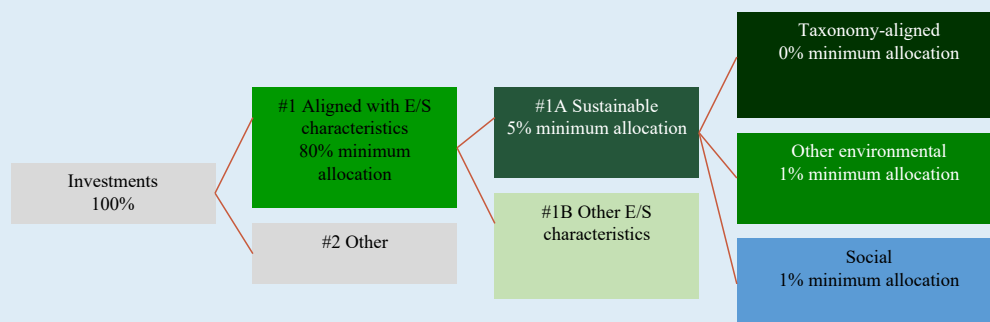 Investments
100%
#1 Aligned with E/S
characteristics
80% minimum
allocation
#2 Other
#1A Sustainable
5% minimum allocation
#1B Other E/S
characteristics
Taxonomy-aligned
0% minimum allocation
Other environmental
1% minimum allocation
Social
1% minimum allocation